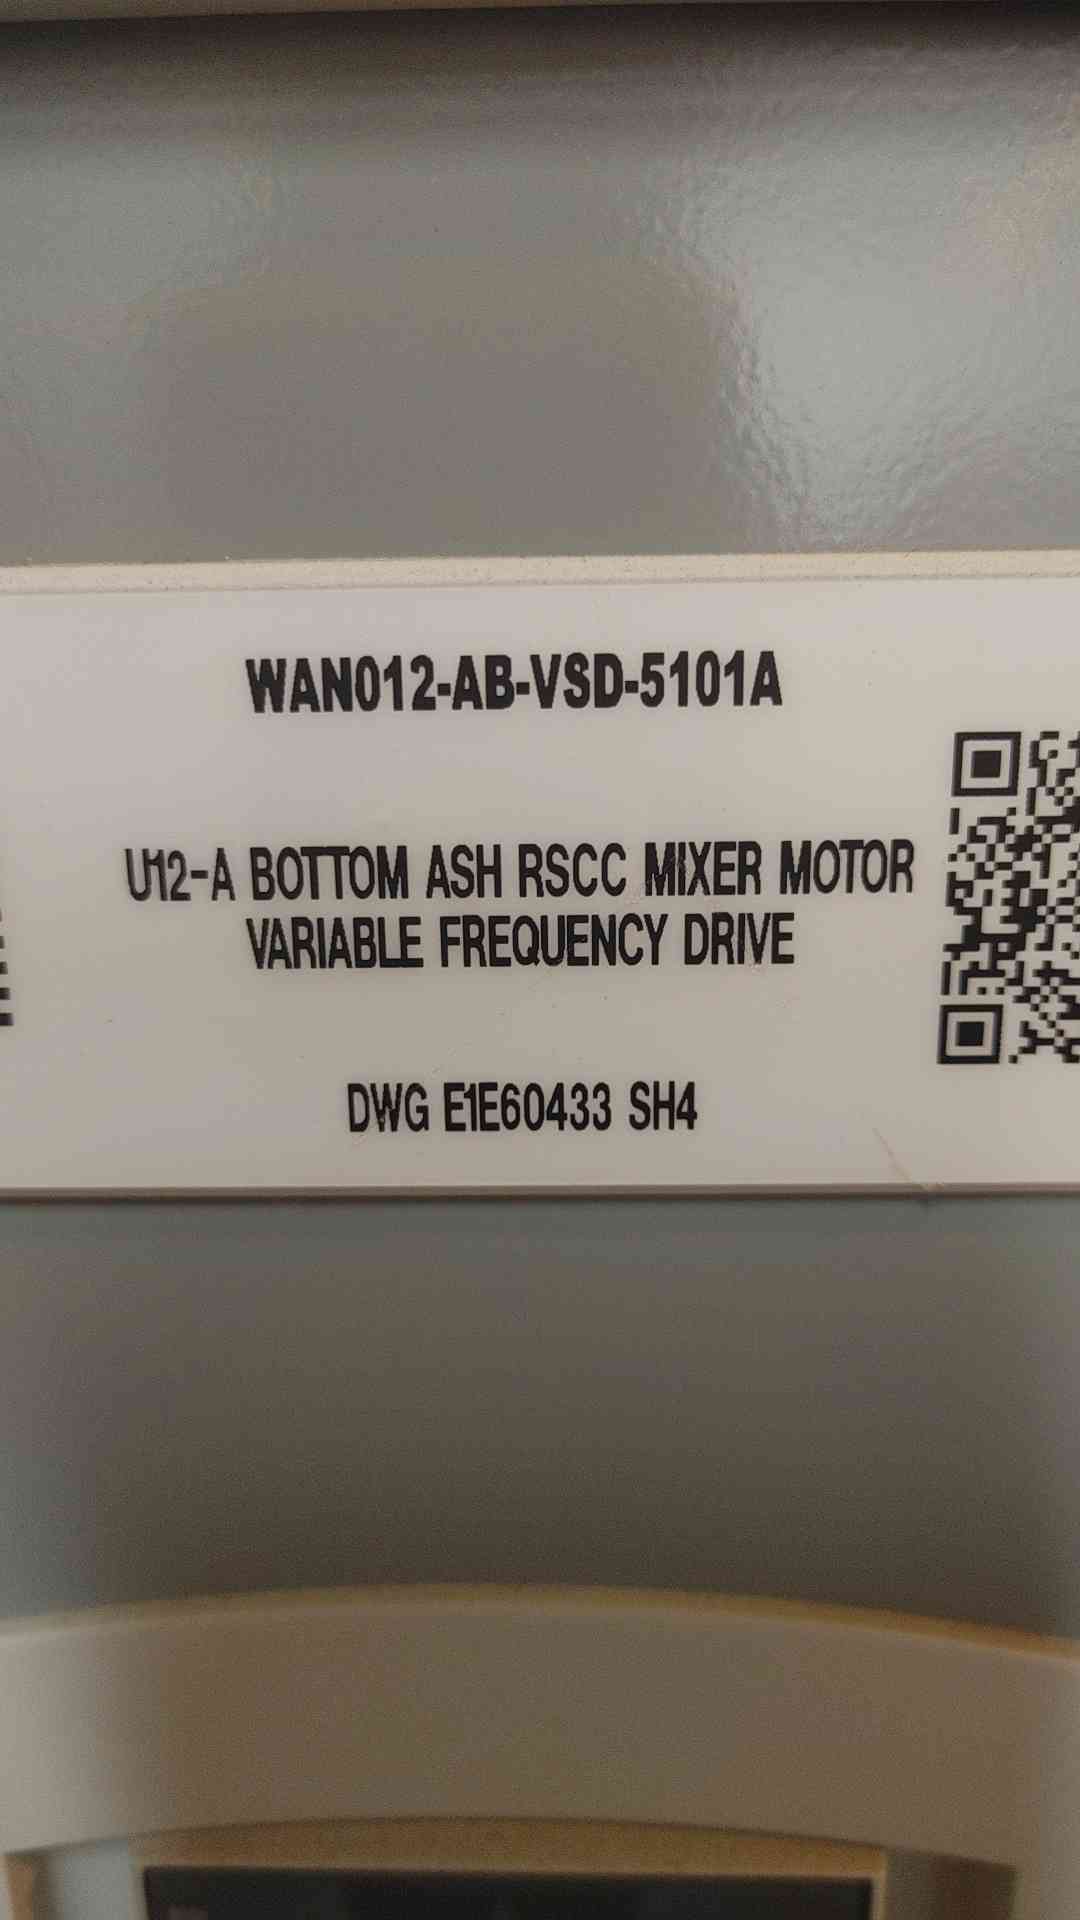 WAN012-AB-VSD-5101A
U12-A BOTTOM ASH RSCC MIXER MOTOR
VARIABLE FREQUENCY DRIVE
DWG E1E60433 SH4